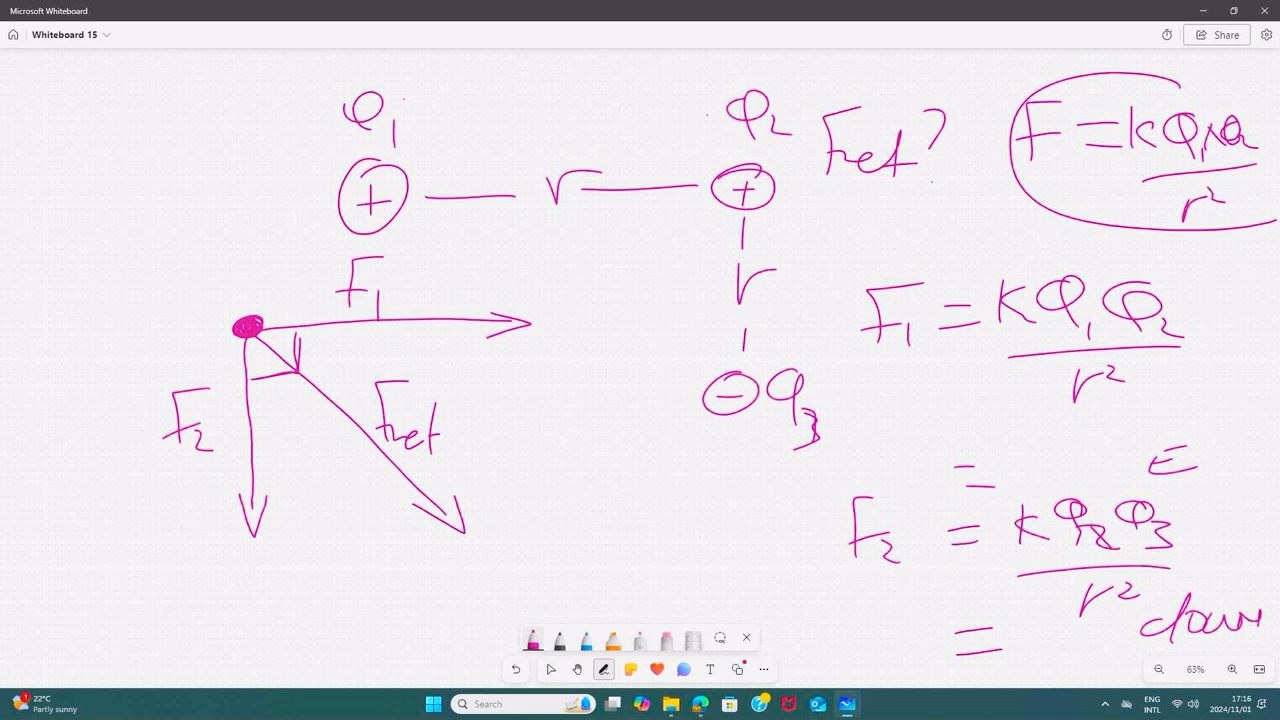 Microsoft Whiteboard
Whiteboard 15
Share
Q1 Q2 Fnet?
F = kQ1Q2
r²
+ r +
F1
r
F1 = kQ1Q2
r²
F2 Fnet
− Q3
= E
F2 = kQ2Q3
r²
= down
63%
1
22°C
Partly sunny
Search
ENG
INTL
17:16
2024/11/01